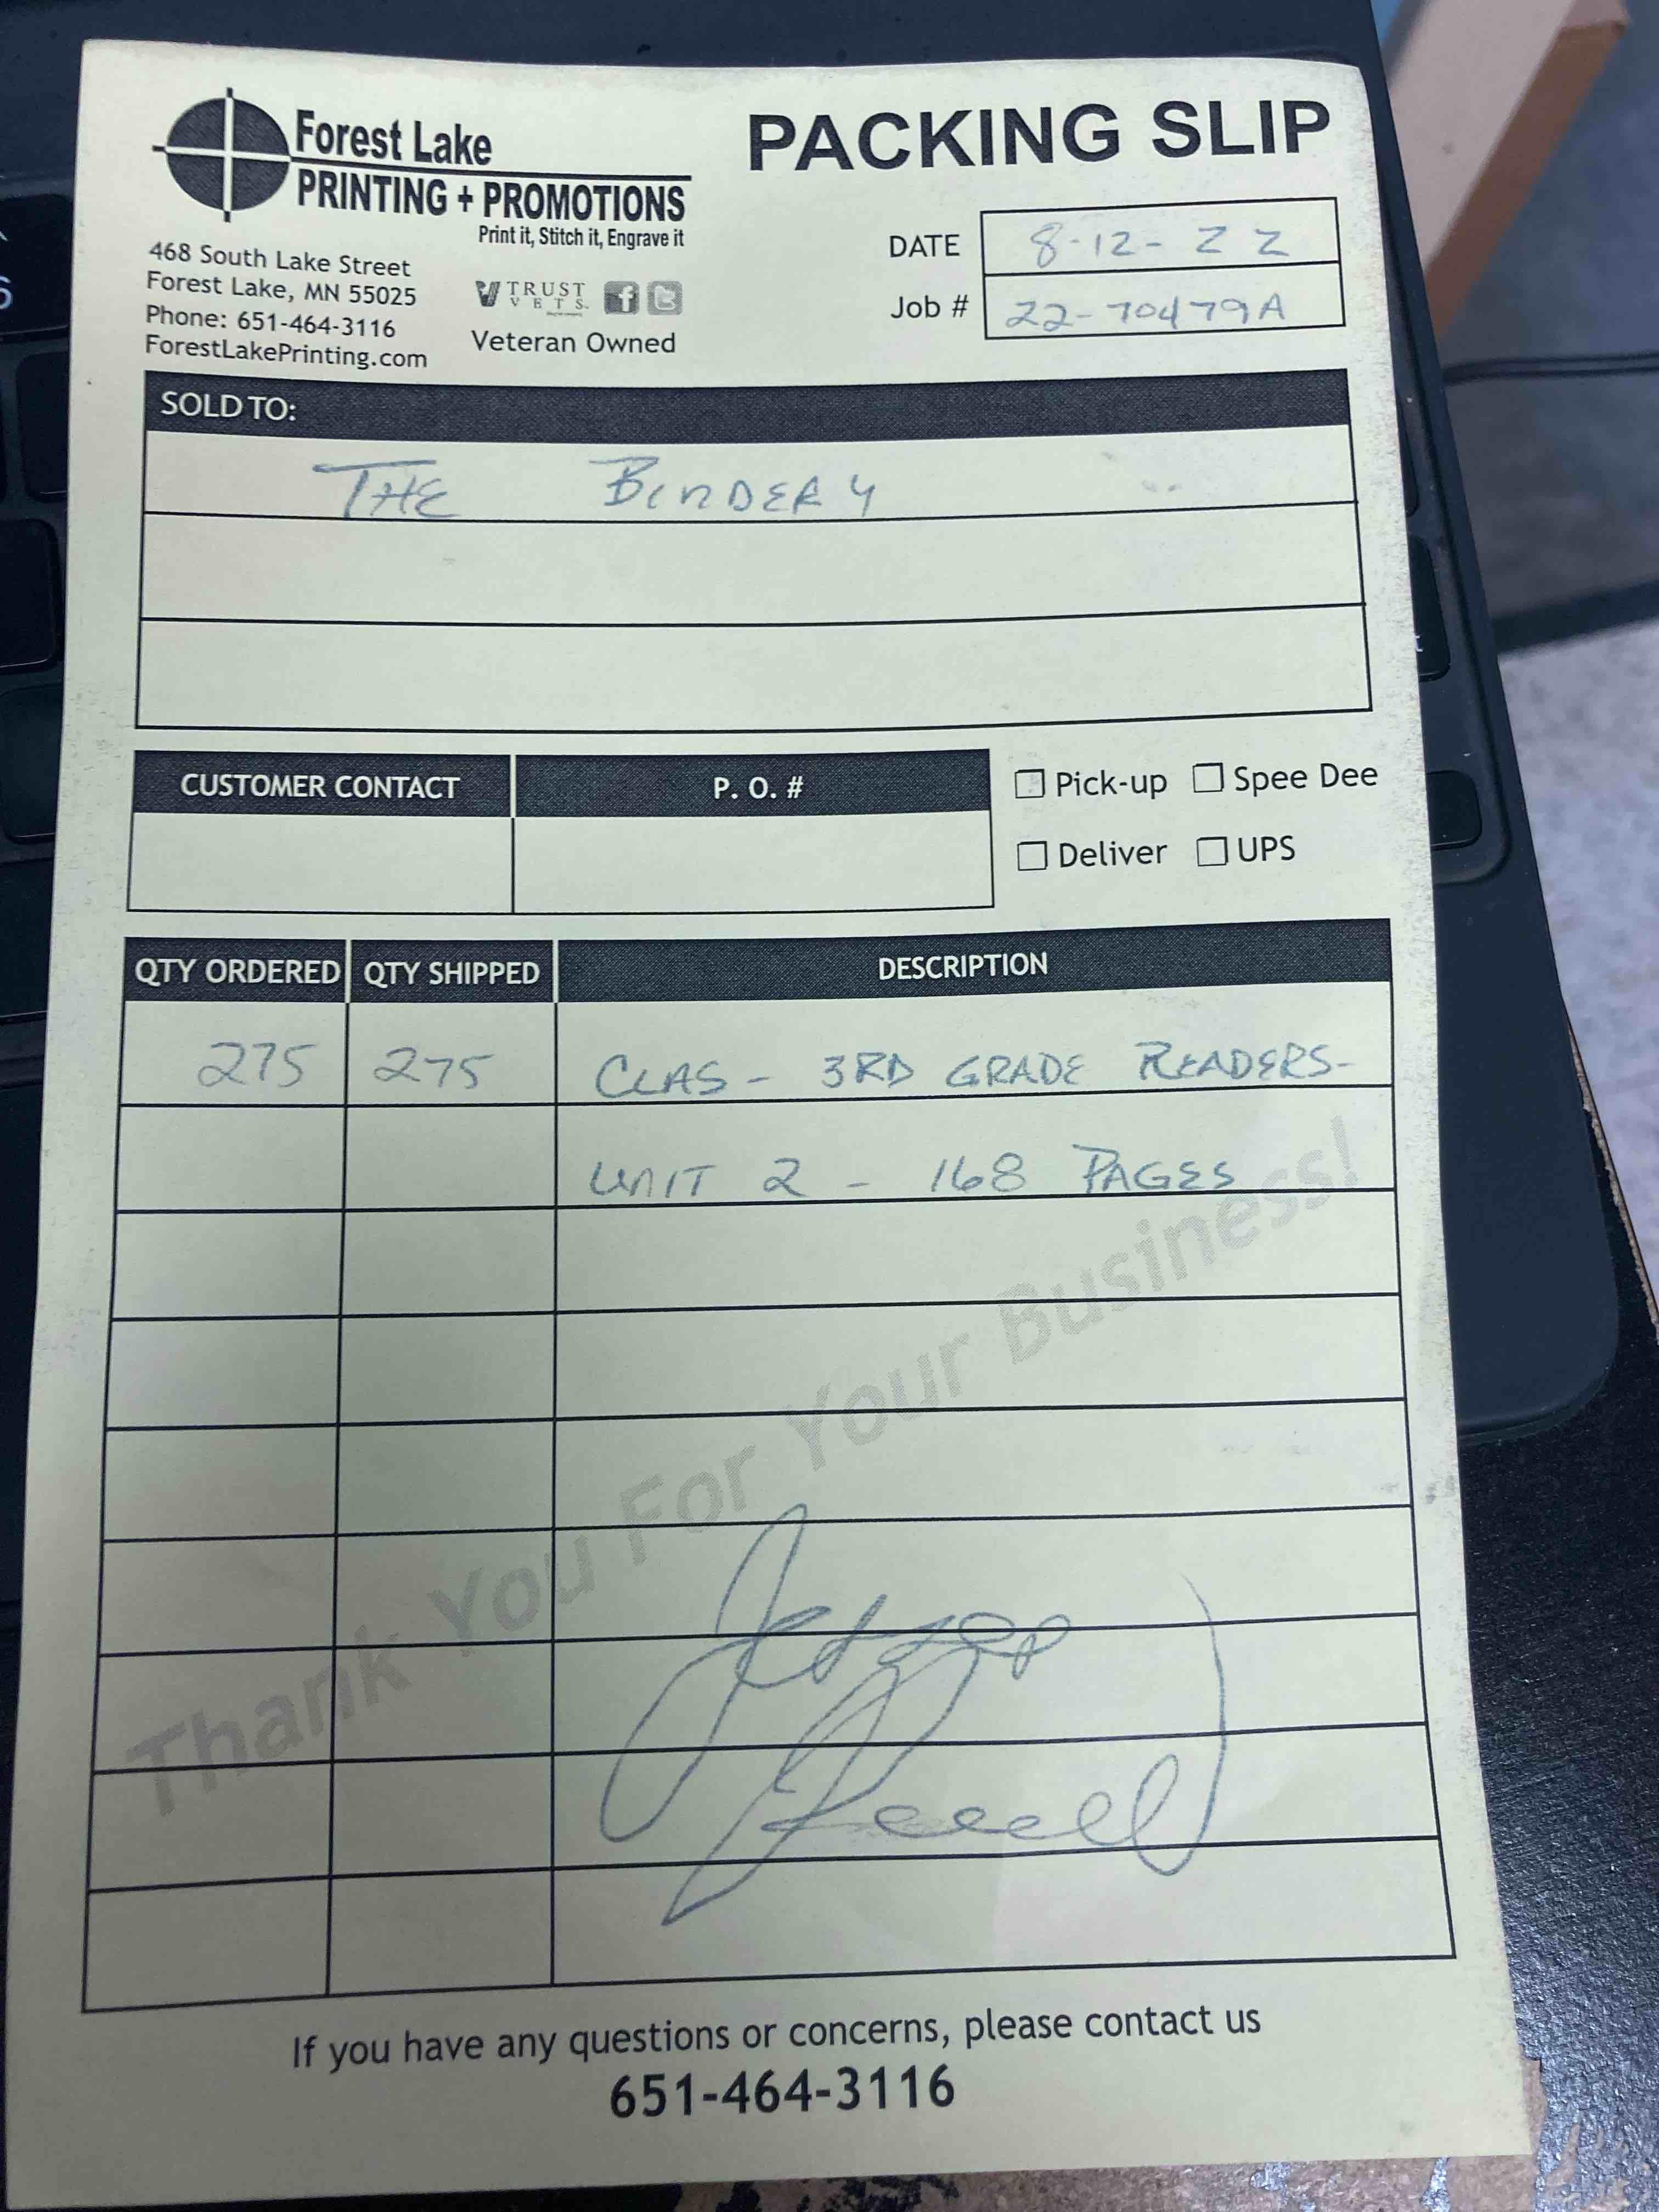 Forest Lake
PRINTING + PROMOTIONS
Print it, Stitch it, Engrave it
468 South Lake Street
Forest Lake, MN 55025
Phone: 651-464-3116
ForestLakePrinting.com
TRUST
VETS
Veteran Owned
PACKING SLIP
DATE 8-12-22
Job # 22-70479A
SOLD TO:
THE BINDERY
CUSTOMER CONTACT P. O. #
Pick-up Spee Dee
Deliver UPS
QTY ORDERED QTY SHIPPED DESCRIPTION
275 275 CLAS - 3RD GRADE READERS-
UNIT 2 - 168 PAGES
Thank You For Your Business!
If you have any questions or concerns, please contact us
651-464-3116